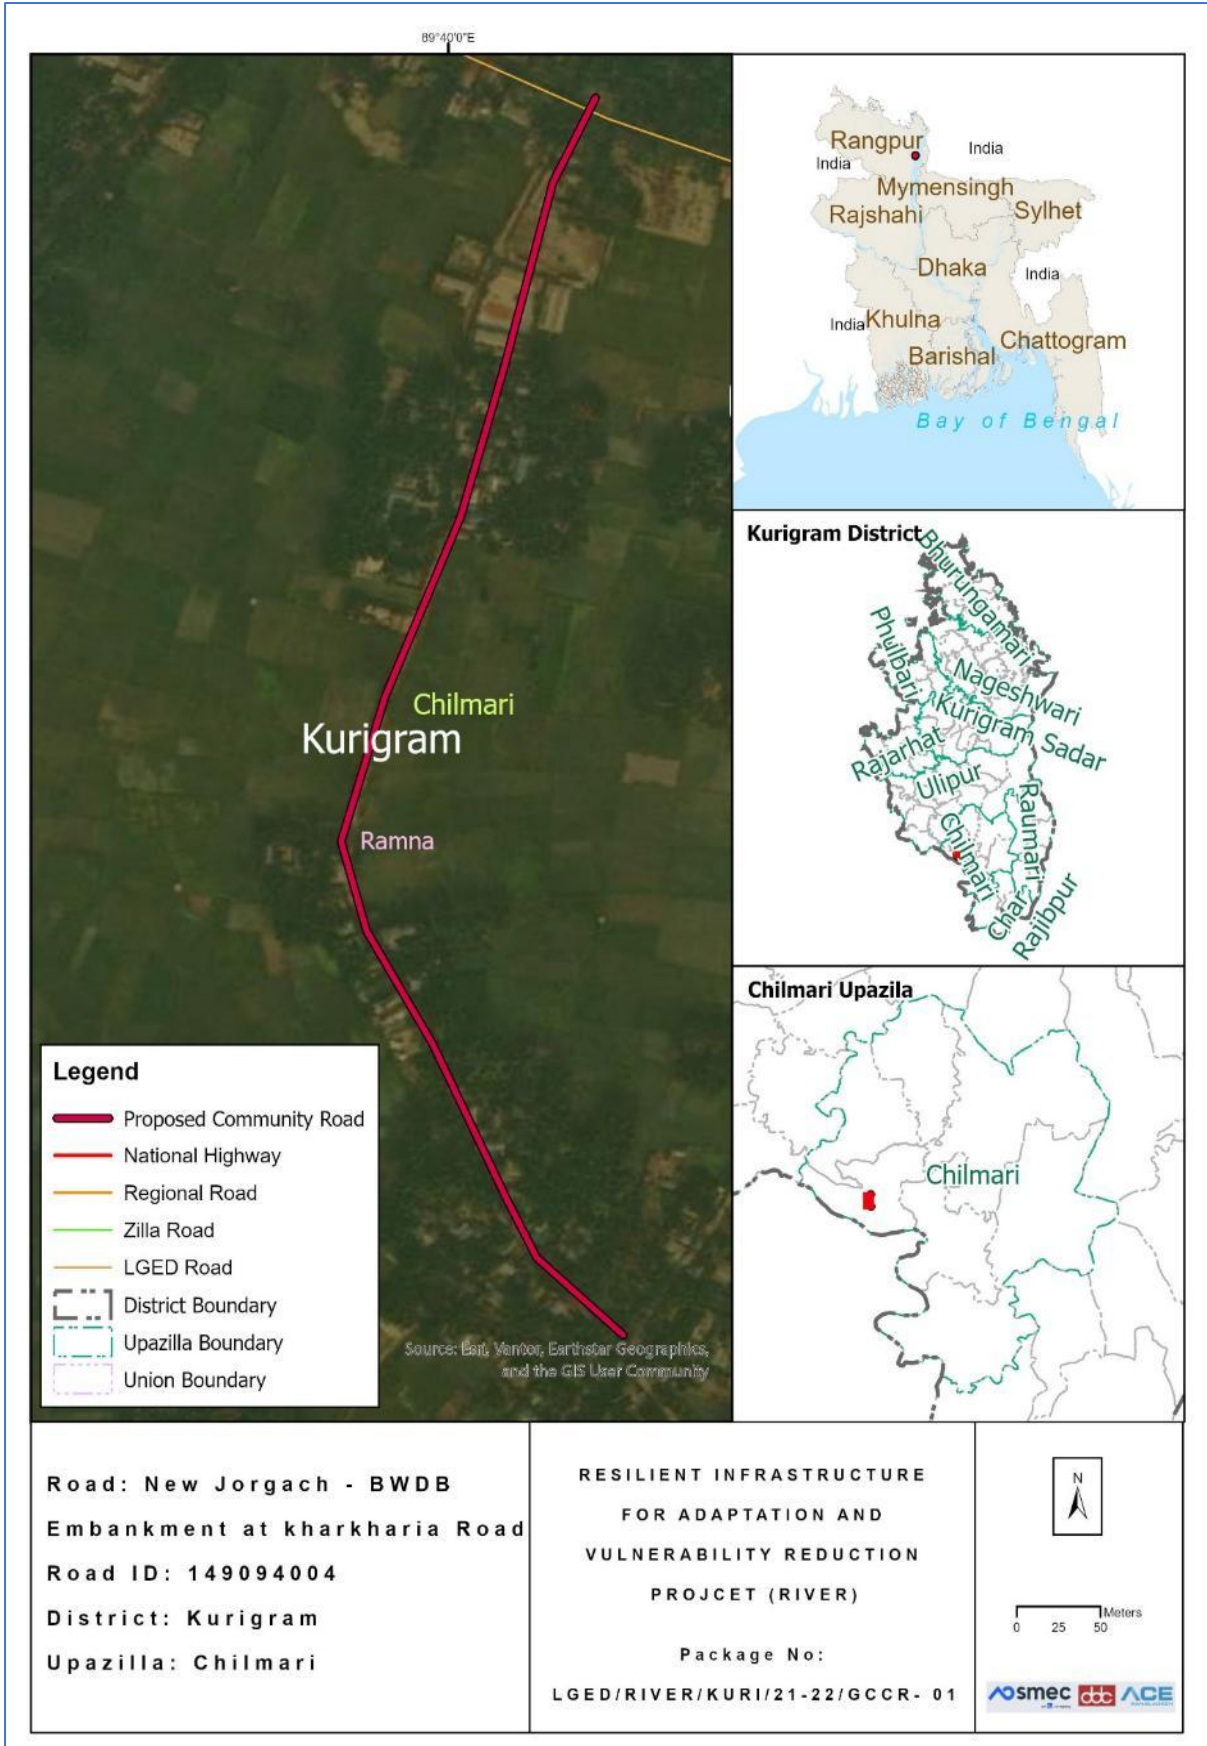 89°40'0"E
Chilmari
Kurigram
Ramna
Legend
Proposed Community Road
National Highway
Regional Road
Zilla Road
LGED Road
District Boundary
Upazilla Boundary
Union Boundary
Source: Esri, Vantor, Earthstar Geographics,
and the GIS User Community
Rangpur
India
India
Mymensingh
Rajshahi
Sylhet
Dhaka
India
India
Khulna
Chattogram
Barishal
Bay of Bengal
Kurigram District
Bhurungamari
Phulbari
Nageshwari
Kurigram Sadar
Rajarhat
Ulipur
Raumari
Chilmari
Char
Rajibpur
Chilmari Upazila
Chilmari
Road: New Jorgach - BWDB
Embankment at kharkharia Road
Road ID: 149094004
District: Kurigram
Upazilla: Chilmari
RESILIENT INFRASTRUCTURE
FOR ADAPTATION AND
VULNERABILITY REDUCTION
PROJCET (RIVER)
Package No:
LGED/RIVER/KURI/21-22/GCCR- 01
N
Meters
0 25 50
smec
ddc
ACE